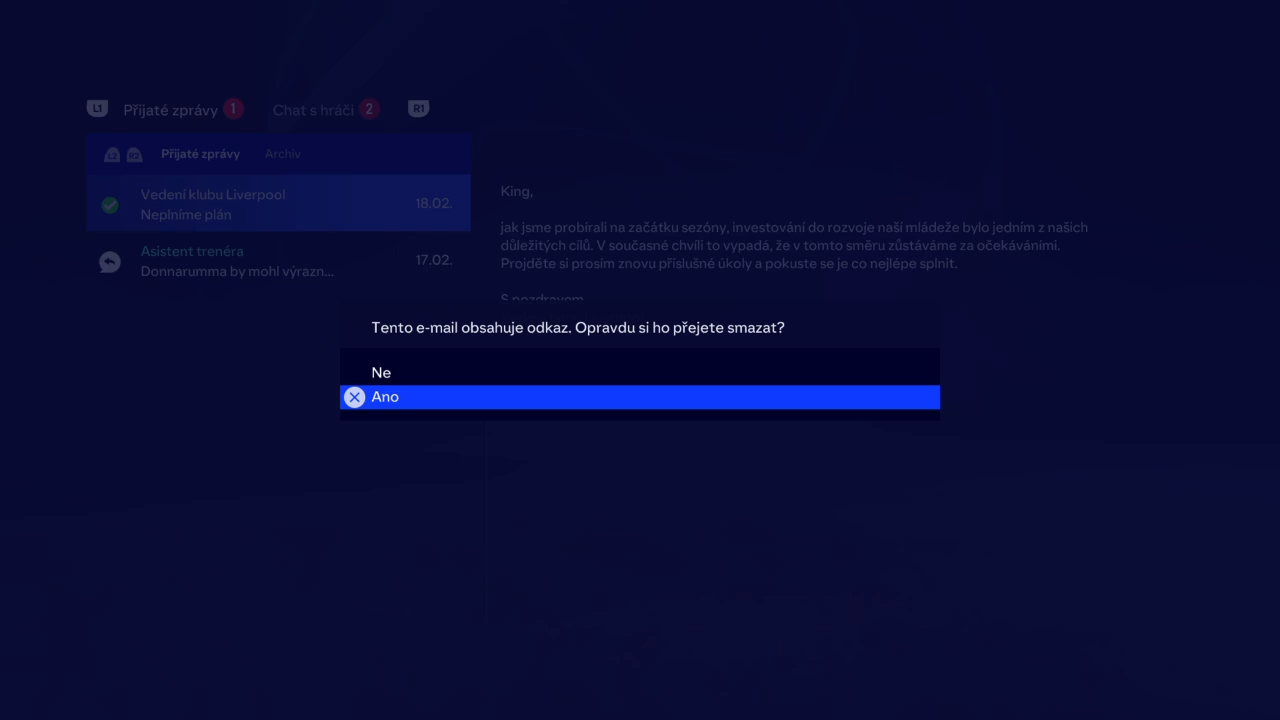 L1 Přijaté zprávy 1 Chat s hráči 2 R1
L2 R2 Přijaté zprávy Archiv
Vedení klubu Liverpool
Neplníme plán
18.02.
Asistent trenéra
Donnarumma by mohl výrazn...
17.02.
King,
jak jsme probírali na začátku sezóny, investování do rozvoje naší mládeže bylo jedním z našich
důležitých cílů. V současné chvíli to vypadá, že v tomto směru zůstáváme za očekáváními.
Projděte si prosím znovu příslušné úkoly a pokuste se je co nejlépe splnit.
S pozdravem
Tento e-mail obsahuje odkaz. Opravdu si ho přejete smazat?
Ne
Ano